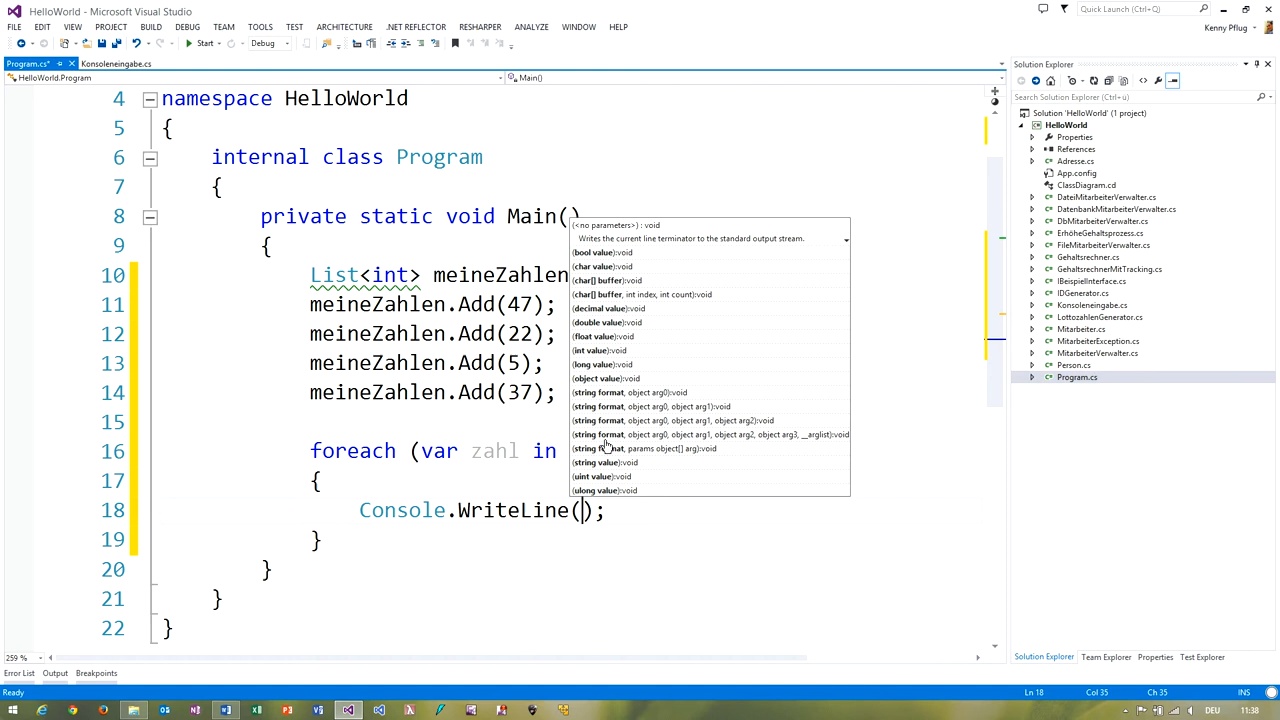 HelloWorld - Microsoft Visual Studio
Quick Launch (Ctrl+Q)
FILE EDIT VIEW PROJECT BUILD DEBUG TEAM TOOLS TEST ARCHITECTURE .NET REFLECTOR RESHARPER ANALYZE WINDOW HELP
Kenny Pflug
Start Debug
Program.cs* Konsoleneingabe.cs
HelloWorld.Program Main()
4 namespace HelloWorld
5 {
6 internal class Program
7 {
8 private static void Main()
9 {
10 List<int> meineZahlen
11 meineZahlen.Add(47);
12 meineZahlen.Add(22);
13 meineZahlen.Add(5);
14 meineZahlen.Add(37);
15
16 foreach (var zahl in
17 {
18 Console.WriteLine();
19 }
20 }
21 }
22 }
(<no parameters>) : void
Writes the current line terminator to the standard output stream.
(bool value):void
(char value):void
(char[] buffer):void
(char[] buffer, int index, int count):void
(decimal value):void
(double value):void
(float value):void
(int value):void
(long value):void
(object value):void
(string format, object arg0):void
(string format, object arg0, object arg1):void
(string format, object arg0, object arg1, object arg2):void
(string format, object arg0, object arg1, object arg2, object arg3, __arglist):void
(string format, params object[] arg):void
(string value):void
(uint value):void
(ulong value):void
Solution Explorer
Search Solution Explorer (Ctrl+ü)
Solution 'HelloWorld' (1 project)
HelloWorld
Properties
References
Adresse.cs
App.config
ClassDiagram.cd
DateiMitarbeiterVerwalter.cs
DatenbankMitarbeiterVerwalter.cs
DbMitarbeiterVerwalter.cs
ErhöheGehaltsprozess.cs
FileMitarbeiterVerwalter.cs
Gehaltsrechner.cs
GehaltsrechnerMitTracking.cs
IBeispielInterface.cs
IDGenerator.cs
Konsoleneingabe.cs
LottozahlenGenerator.cs
Mitarbeiter.cs
MitarbeiterException.cs
MitarbeiterVerwalter.cs
Person.cs
Program.cs
259 %
Solution Explorer Team Explorer Properties Test Explorer
Error List Output Breakpoints
Ready Ln 18 Col 35 Ch 35 INS
DEU 11:38